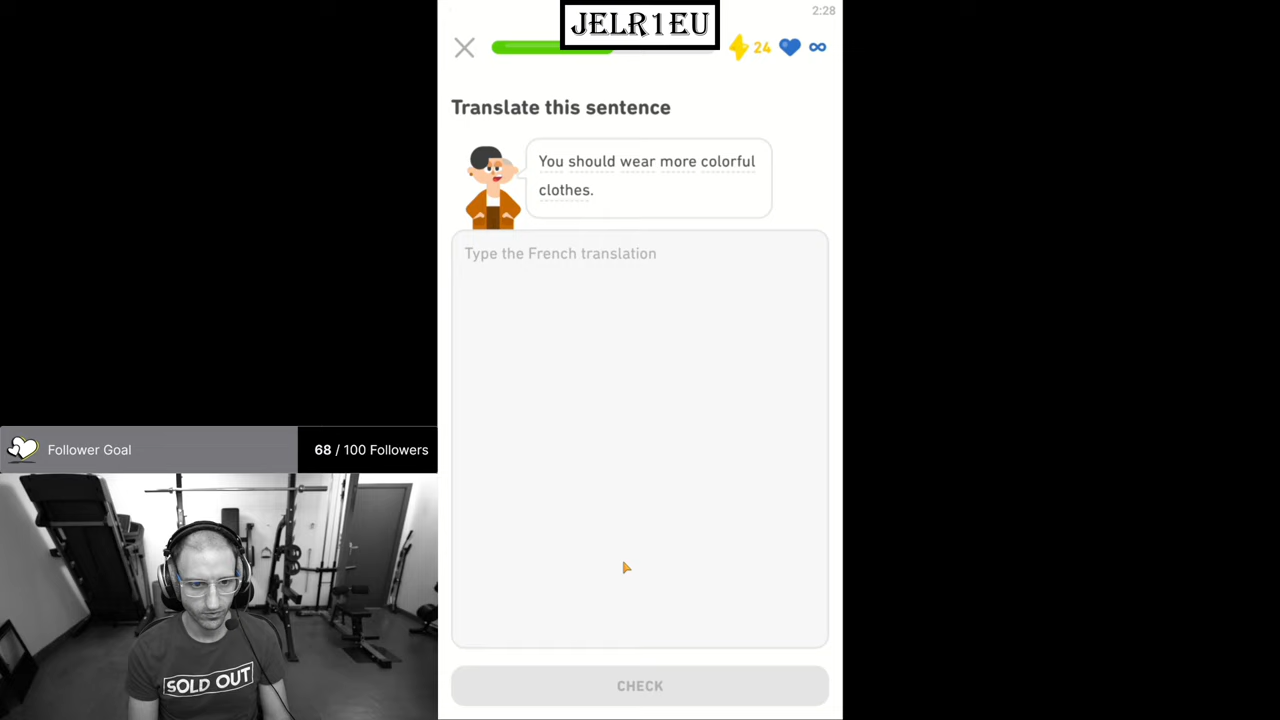 2:28
JELR1EU
24
Translate this sentence
You should wear more colorful
clothes.
Type the French translation
Follower Goal
68 / 100 Followers
SOLD OUT
CHECK